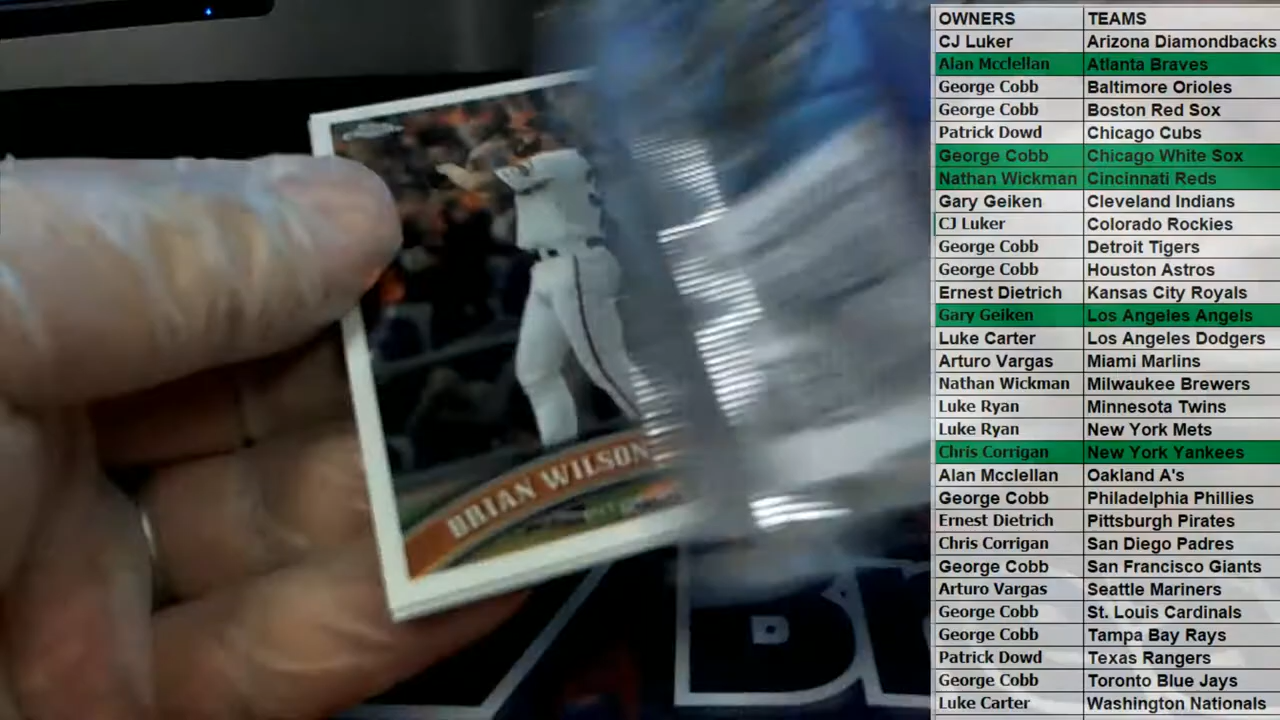 OWNERS TEAMS
CJ Luker Arizona Diamondbacks
Alan Mcclellan Atlanta Braves
George Cobb Baltimore Orioles
George Cobb Boston Red Sox
Patrick Dowd Chicago Cubs
George Cobb Chicago White Sox
Nathan Wickman Cincinnati Reds
Gary Geiken Cleveland Indians
CJ Luker Colorado Rockies
George Cobb Detroit Tigers
George Cobb Houston Astros
Ernest Dietrich Kansas City Royals
Gary Geiken Los Angeles Angels
Luke Carter Los Angeles Dodgers
Arturo Vargas Miami Marlins
Nathan Wickman Milwaukee Brewers
Luke Ryan Minnesota Twins
Luke Ryan New York Mets
Chris Corrigan New York Yankees
Alan Mcclellan Oakland A's
George Cobb Philadelphia Phillies
Ernest Dietrich Pittsburgh Pirates
Chris Corrigan San Diego Padres
George Cobb San Francisco Giants
Arturo Vargas Seattle Mariners
George Cobb St. Louis Cardinals
George Cobb Tampa Bay Rays
Patrick Dowd Texas Rangers
George Cobb Toronto Blue Jays
Luke Carter Washington Nationals
BRIAN WILSON